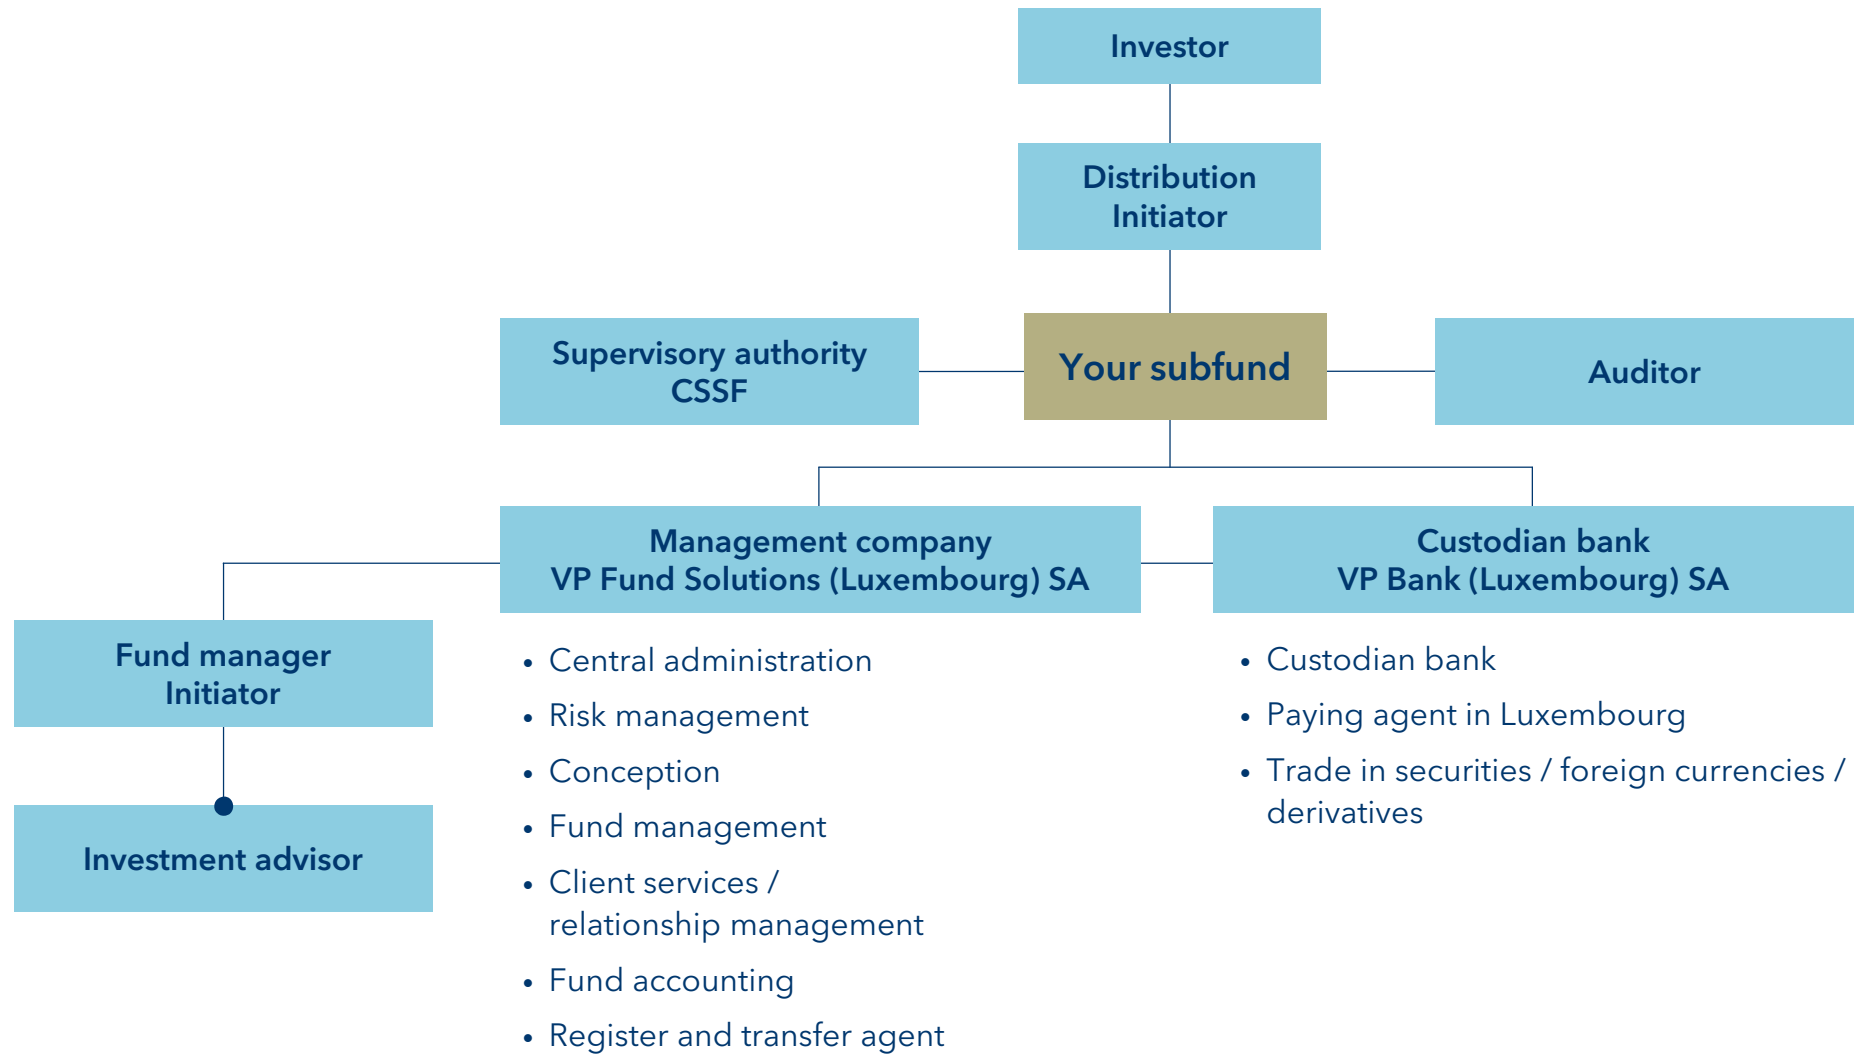 Investor
Distribution
Initiator
Supervisory authority
CSSF
Your subfund
Auditor
Management company
VP Fund Solutions (Luxembourg) SA
Custodian bank
VP Bank (Luxembourg) SA
Fund manager
Initiator
Investment advisor
• Central administration
• Risk management
• Conception
• Fund management
• Client services /
relationship management
• Fund accounting
• Register and transfer agent
• Custodian bank
• Paying agent in Luxembourg
• Trade in securities / foreign currencies /
derivatives